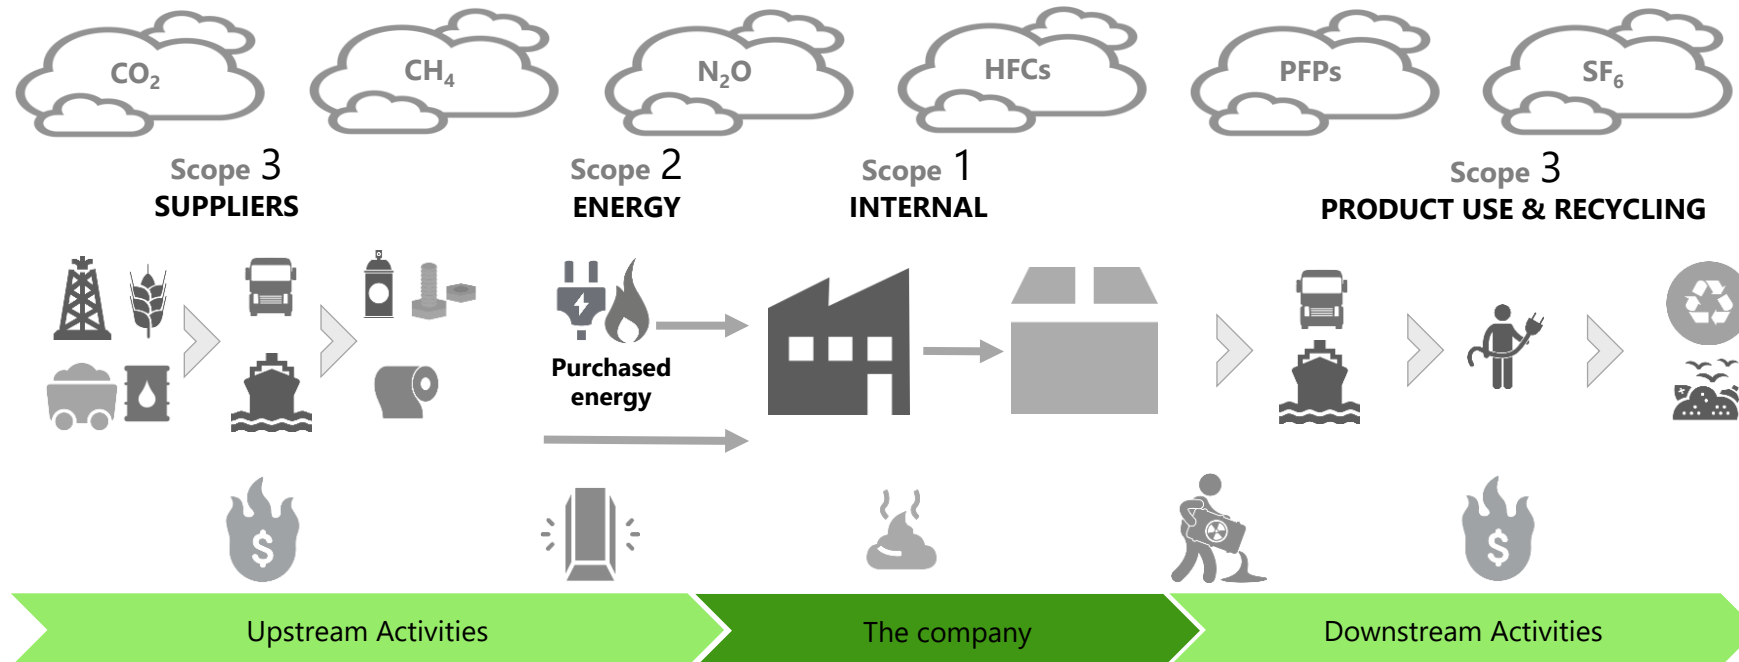 CO₂
CH₄
N₂O
HFCs
PFPs
SF₆
Scope 3
SUPPLIERS
Scope 2
ENERGY
Scope 1
INTERNAL
Scope 3
PRODUCT USE & RECYCLING
Purchased
energy
$
$
Upstream Activities
The company
Downstream Activities